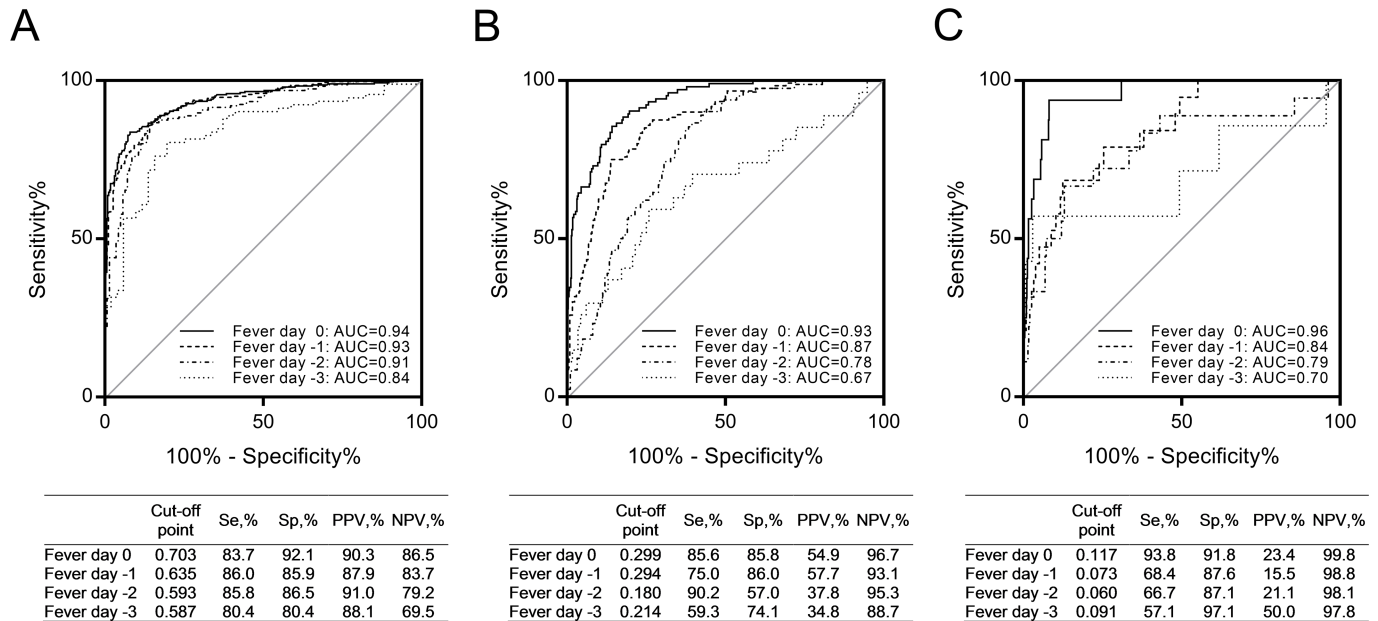 A
100
50
0
0
50
100
Sensitivity%
100% - Specificity%
Fever day 0: AUC=0.94
Fever day -1: AUC=0.93
Fever day -2: AUC=0.91
Fever day -3: AUC=0.84
Cut-off point Se,% Sp,% PPV,% NPV,%
Fever day 0 0.703 83.7 92.1 90.3 86.5
Fever day -1 0.635 86.0 85.9 87.9 83.7
Fever day -2 0.593 85.8 86.5 91.0 79.2
Fever day -3 0.587 80.4 80.4 88.1 69.5
B
100
50
0
0
50
100
Sensitivity%
100% - Specificity%
Fever day 0: AUC=0.93
Fever day -1: AUC=0.87
Fever day -2: AUC=0.78
Fever day -3: AUC=0.67
Cut-off point Se,% Sp,% PPV,% NPV,%
Fever day 0 0.299 85.6 85.8 54.9 96.7
Fever day -1 0.294 75.0 86.0 57.7 93.1
Fever day -2 0.180 90.2 57.0 37.8 95.3
Fever day -3 0.214 59.3 74.1 34.8 88.7
C
100
50
0
0
50
100
Sensitivity%
100% - Specificity%
Fever day 0: AUC=0.96
Fever day -1: AUC=0.84
Fever day -2: AUC=0.79
Fever day -3: AUC=0.70
Cut-off point Se,% Sp,% PPV,% NPV,%
Fever day 0 0.117 93.8 91.8 23.4 99.8
Fever day -1 0.073 68.4 87.6 15.5 98.8
Fever day -2 0.060 66.7 87.1 21.1 98.1
Fever day -3 0.091 57.1 97.1 50.0 97.8